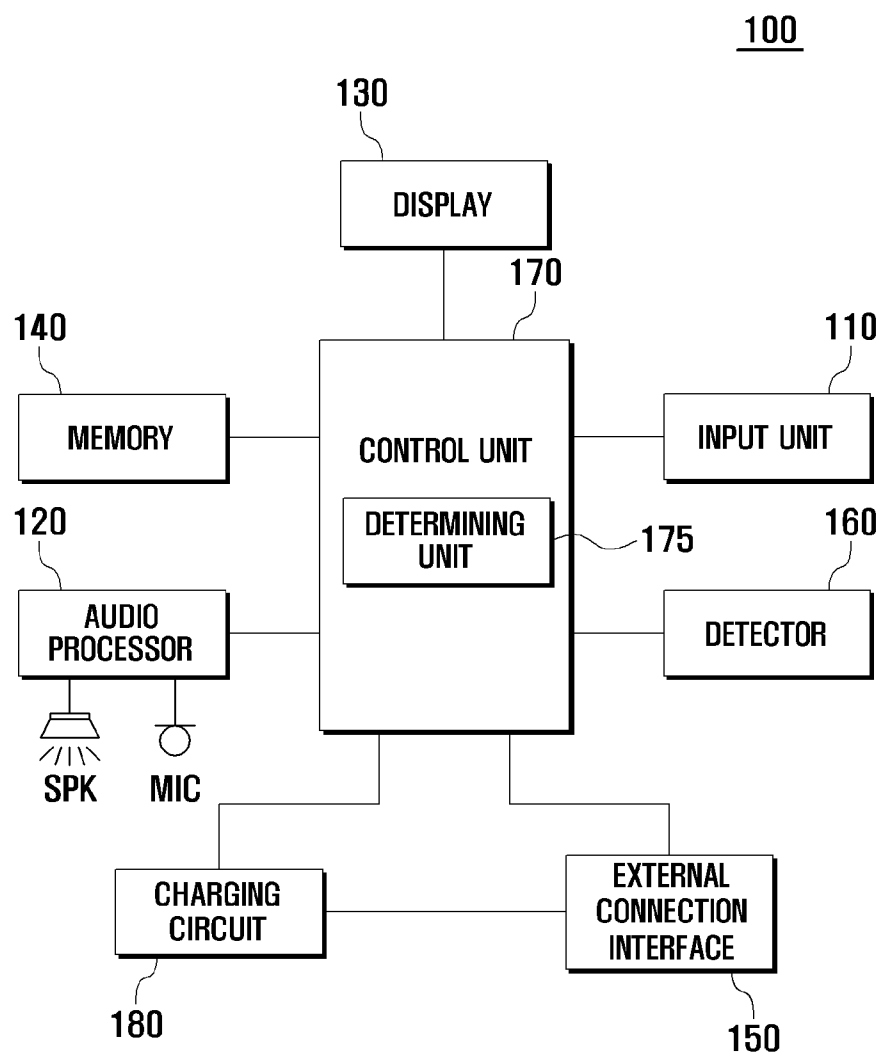 100
130
DISPLAY
170
140
110
MEMORY
INPUT UNIT
CONTROL UNIT
120
DETERMINING
UNIT
175
160
AUDIO
PROCESSOR
DETECTOR
SPK
MIC
CHARGING
CIRCUIT
EXTERNAL
CONNECTION
INTERFACE
180
150